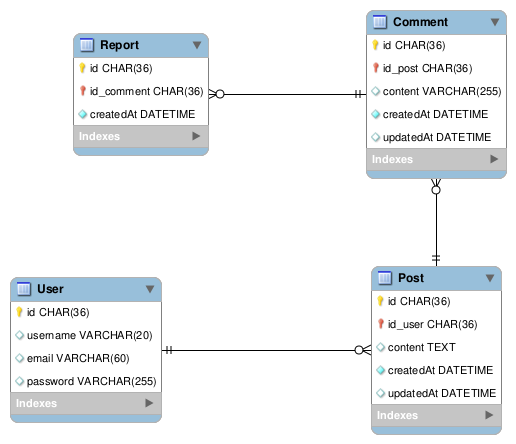 Report
id CHAR(36)
id_comment CHAR(36)
createdAt DATETIME
Indexes
Comment
id CHAR(36)
id_post CHAR(36)
content VARCHAR(255)
createdAt DATETIME
updatedAt DATETIME
Indexes
User
id CHAR(36)
username VARCHAR(20)
email VARCHAR(60)
password VARCHAR(255)
Indexes
Post
id CHAR(36)
id_user CHAR(36)
content TEXT
createdAt DATETIME
updatedAt DATETIME
Indexes